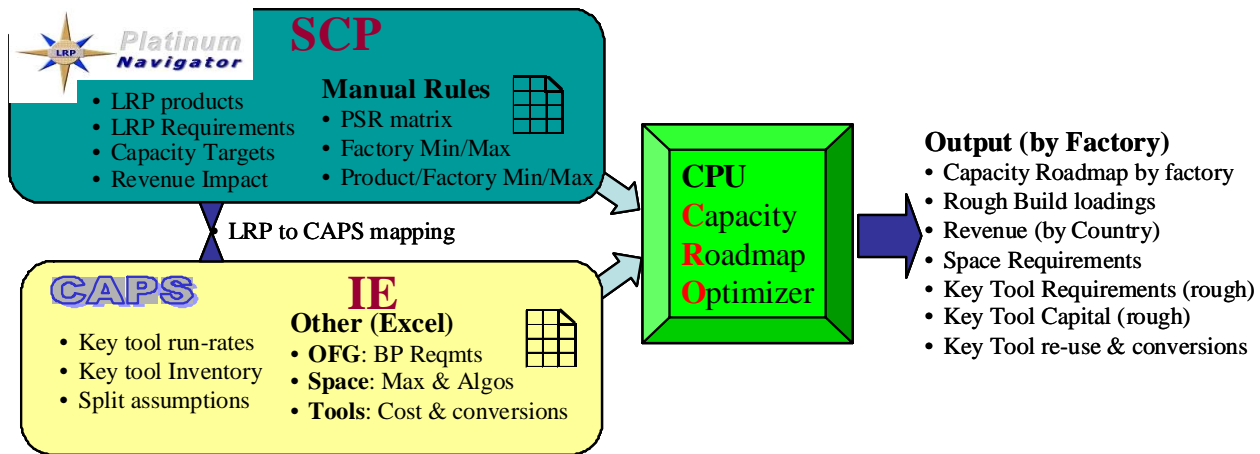 LRP
Platinum
Navigator
SCP
• LRP products
• LRP Requirements
• Capacity Targets
• Revenue Impact
Manual Rules
• PSR matrix
• Factory Min/Max
• Product/Factory Min/Max
• LRP to CAPS mapping
CAPS
• Key tool run-rates
• Key tool Inventory
• Split assumptions
IE
Other (Excel)
• OFG: BP Reqmts
• Space: Max & Algos
• Tools: Cost & conversions
CPU
Capacity
Roadmap
Optimizer
Output (by Factory)
• Capacity Roadmap by factory
• Rough Build loadings
• Revenue (by Country)
• Space Requirements
• Key Tool Requirements (rough)
• Key Tool Capital (rough)
• Key Tool re-use & conversions